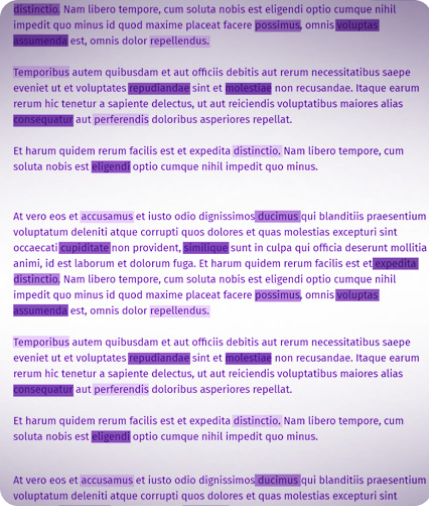 distinctio. Nam libero tempore, cum soluta nobis est eligendi optio cumque nihil
impedit quo minus id quod maxime placeat facere possimus, omnis voluptas
assumenda est, omnis dolor repellendus.
Temporibus autem quibusdam et aut officiis debitis aut rerum necessitatibus saepe
eveniet ut et voluptates repudiandae sint et molestiae non recusandae. Itaque earum
rerum hic tenetur a sapiente delectus, ut aut reiciendis voluptatibus maiores alias
consequatur aut perferendis doloribus asperiores repellat.
Et harum quidem rerum facilis est et expedita distinctio. Nam libero tempore, cum
soluta nobis est eligendi optio cumque nihil impedit quo minus.
At vero eos et accusamus et iusto odio dignissimos ducimus qui blanditiis praesentium
voluptatum deleniti atque corrupti quos dolores et quas molestias excepturi sint
occaecati cupiditate non provident, similique sunt in culpa qui officia deserunt mollitia
animi, id est laborum et dolorum fuga. Et harum quidem rerum facilis est et expedita
distinctio. Nam libero tempore, cum soluta nobis est eligendi optio cumque nihil
impedit quo minus id quod maxime placeat facere possimus, omnis voluptas
assumenda est, omnis dolor repellendus.
Temporibus autem quibusdam et aut officiis debitis aut rerum necessitatibus saepe
eveniet ut et voluptates repudiandae sint et molestiae non recusandae. Itaque earum
rerum hic tenetur a sapiente delectus, ut aut reiciendis voluptatibus maiores alias
consequatur aut perferendis doloribus asperiores repellat.
Et harum quidem rerum facilis est et expedita distinctio. Nam libero tempore, cum
soluta nobis est eligendi optio cumque nihil impedit quo minus.
At vero eos et accusamus et iusto odio dignissimos ducimus qui blanditiis praesentium
voluptatum deleniti atque corrupti quos dolores et quas molestias excepturi sint